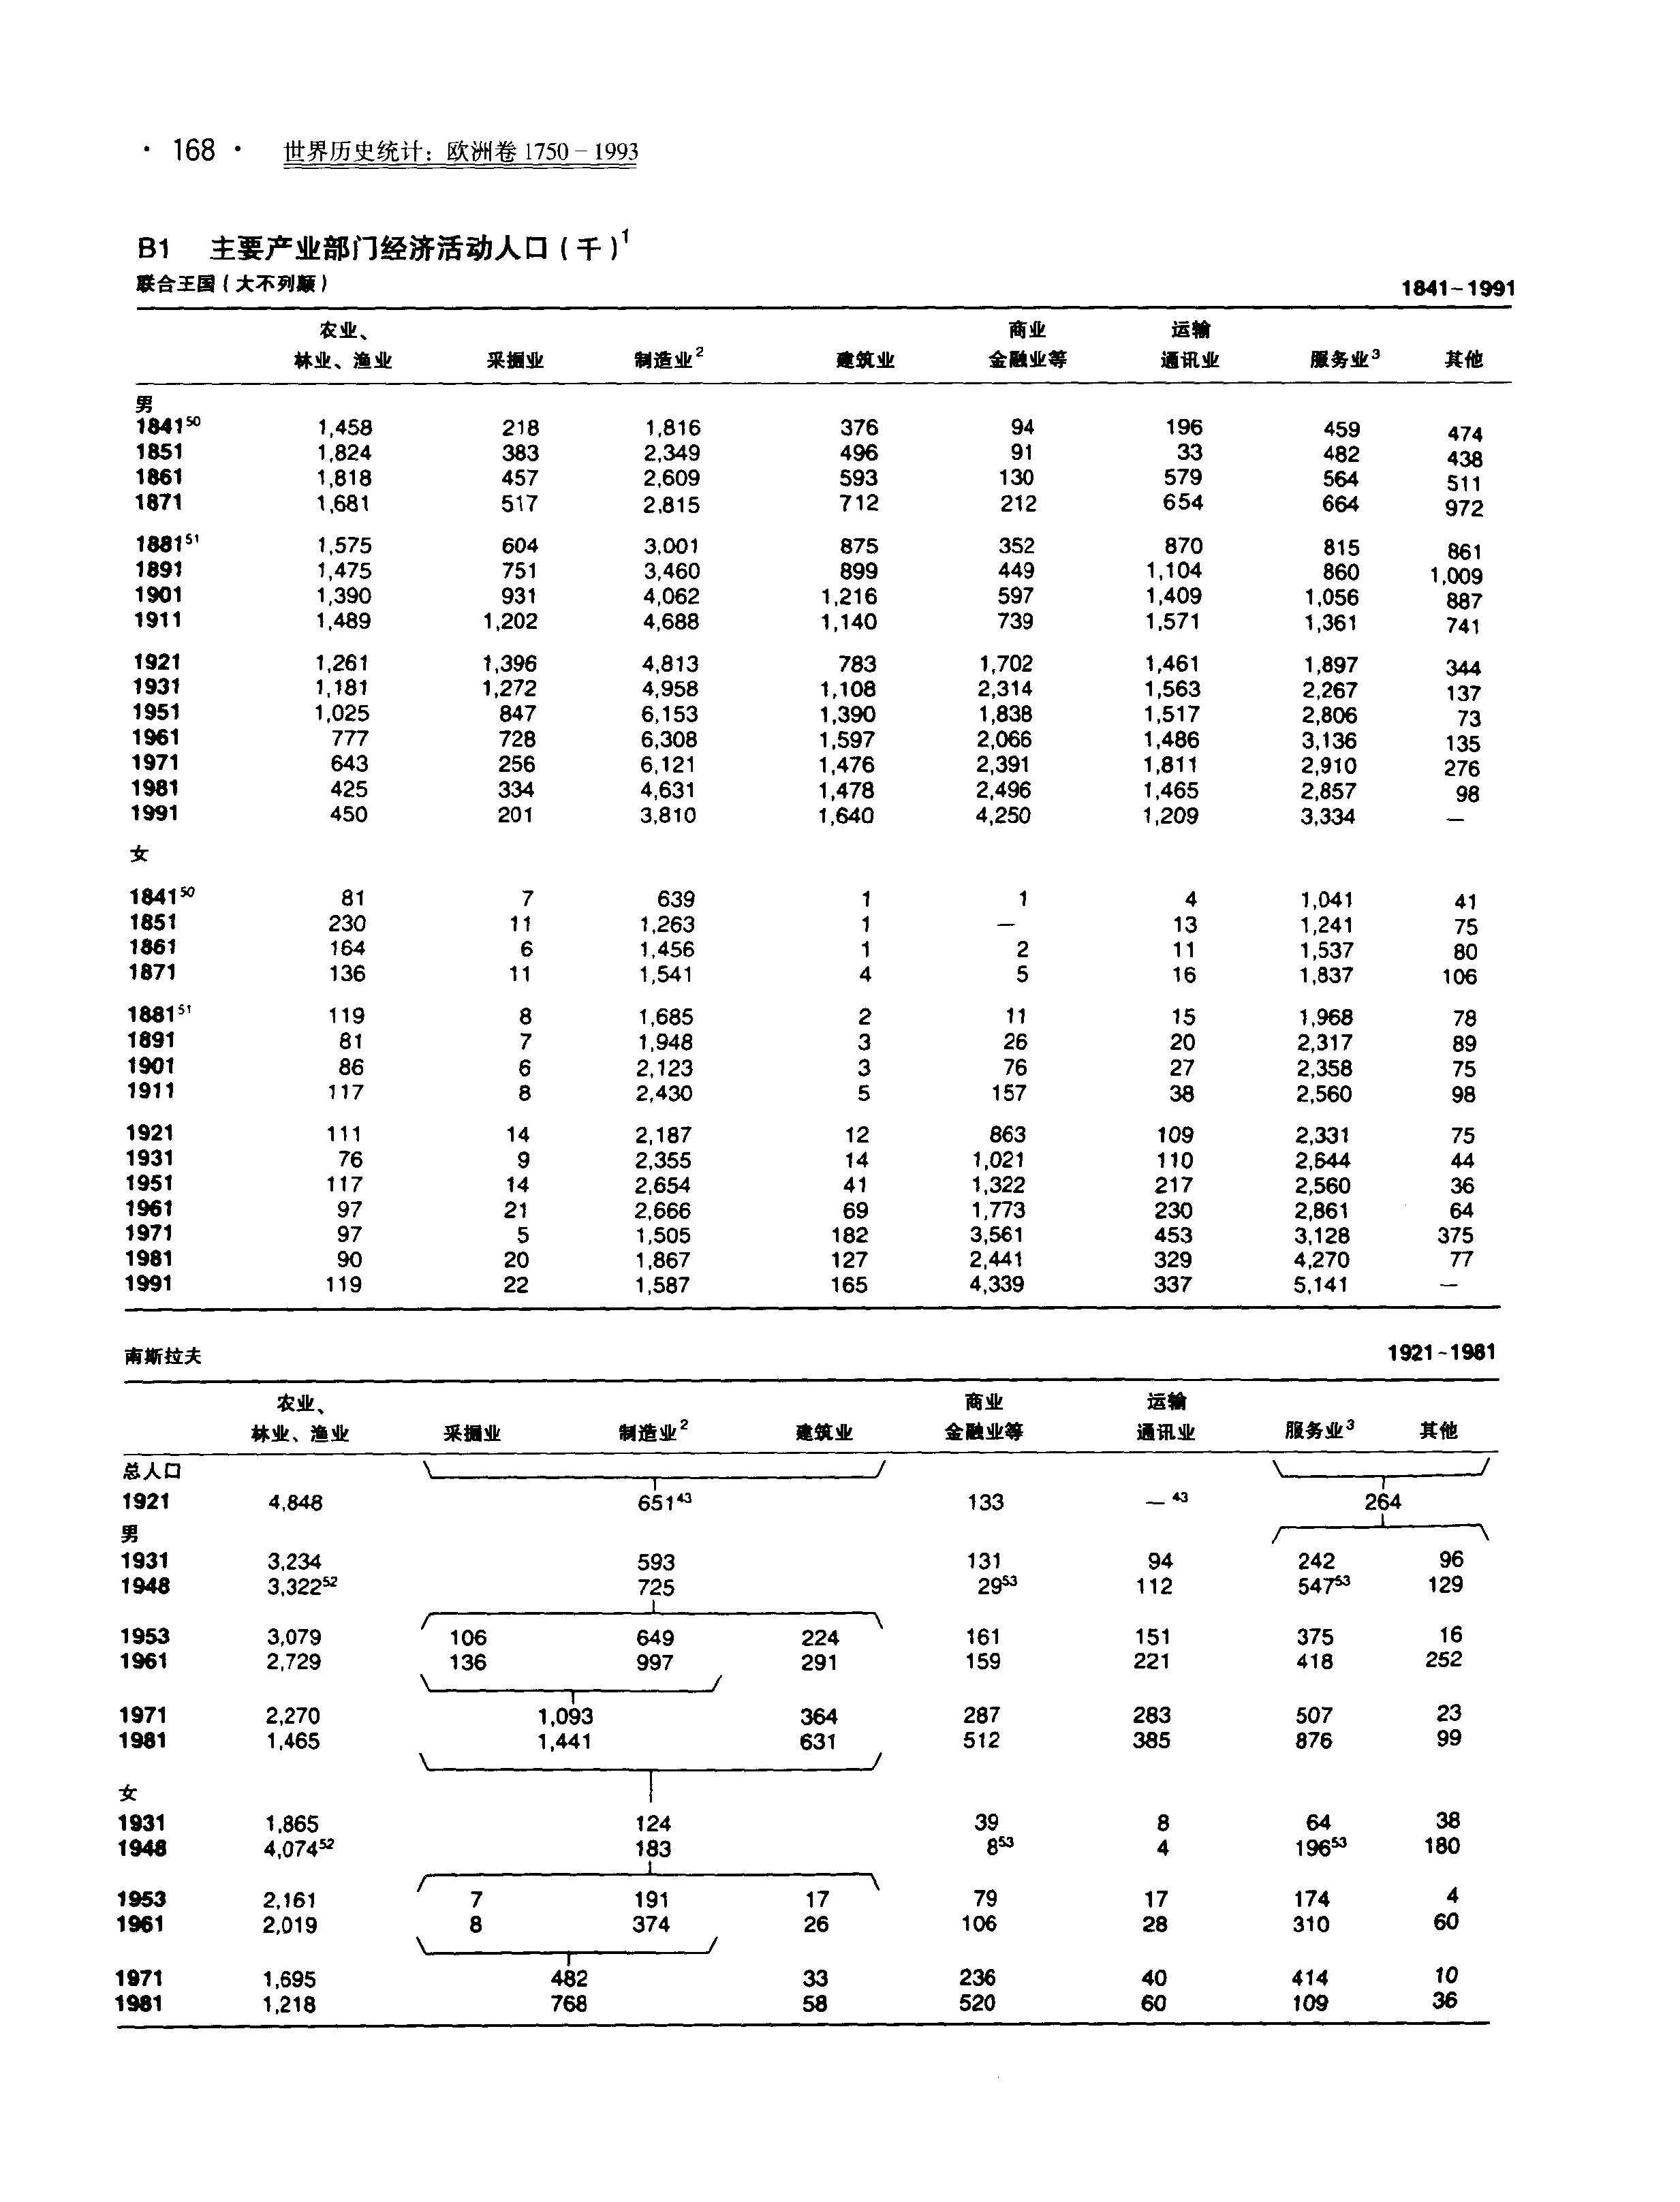 · 168 · 世界历史统计：欧洲卷 1750－1993
B1 主要产业部门经济活动人口（千）1
联合王国（大不列颠） 1841－1991
农业、 商业 运输
林业、渔业 采掘业 制造业2 建筑业 金融业等 通讯业 服务业3 其他
男
184150 1,458 218 1,816 376 94 196 459 474
1851 1,824 383 2,349 496 91 33 482 438
1861 1,818 457 2,609 593 130 579 564 511
1871 1,681 517 2,815 712 212 654 664 972
188151 1,575 604 3,001 875 352 870 815 861
1891 1,475 751 3,460 899 449 1,104 860 1,009
1901 1,390 931 4,062 1,216 597 1,409 1,056 887
1911 1,489 1,202 4,688 1,140 739 1,571 1,361 741
1921 1,261 1,396 4,813 783 1,702 1,461 1,897 344
1931 1,181 1,272 4,958 1,108 2,314 1,563 2,267 137
1951 1,025 847 6,153 1,390 1,838 1,517 2,806 73
1961 777 728 6,308 1,597 2,066 1,486 3,136 135
1971 643 256 6,121 1,476 2,391 1,811 2,910 276
1981 425 334 4,631 1,478 2,496 1,465 2,857 98
1991 450 201 3,810 1,640 4,250 1,209 3,334 —
女
184150 81 7 639 1 1 4 1,041 41
1851 230 11 1,263 1 — 13 1,241 75
1861 164 6 1,456 1 2 11 1,537 80
1871 136 11 1,541 4 5 16 1,837 106
188151 119 8 1,685 2 11 15 1,968 78
1891 81 7 1,948 3 26 20 2,317 89
1901 86 6 2,123 3 76 27 2,358 75
1911 117 8 2,430 5 157 38 2,560 98
1921 111 14 2,187 12 863 109 2,331 75
1931 76 9 2,355 14 1,021 110 2,644 44
1951 117 14 2,654 41 1,322 217 2,560 36
1961 97 21 2,666 69 1,773 230 2,861 64
1971 97 5 1,505 182 3,561 453 3,128 375
1981 90 20 1,867 127 2,441 329 4,270 77
1991 119 22 1,587 165 4,339 337 5,141 —
南斯拉夫 1921－1981
农业、 商业 运输
林业、渔业 采掘业 制造业2 建筑业 金融业等 通讯业 服务业3 其他
总人口
1921 4,848 65143 133 —43 264
男
1931 3,234 593 131 94 242 96
1948 3,32252 725 2953 112 54753 129
1953 3,079 106 649 224 161 151 375 16
1961 2,729 136 997 291 159 221 418 252
1971 2,270 1,093 364 287 283 507 23
1981 1,465 1,441 631 512 385 876 99
女
1931 1,865 124 39 8 64 38
1948 4,07452 183 853 4 19653 180
1953 2,161 7 191 17 79 17 174 4
1961 2,019 8 374 26 106 28 310 60
1971 1,695 482 33 236 40 414 10
1981 1,218 768 58 520 60 109 36